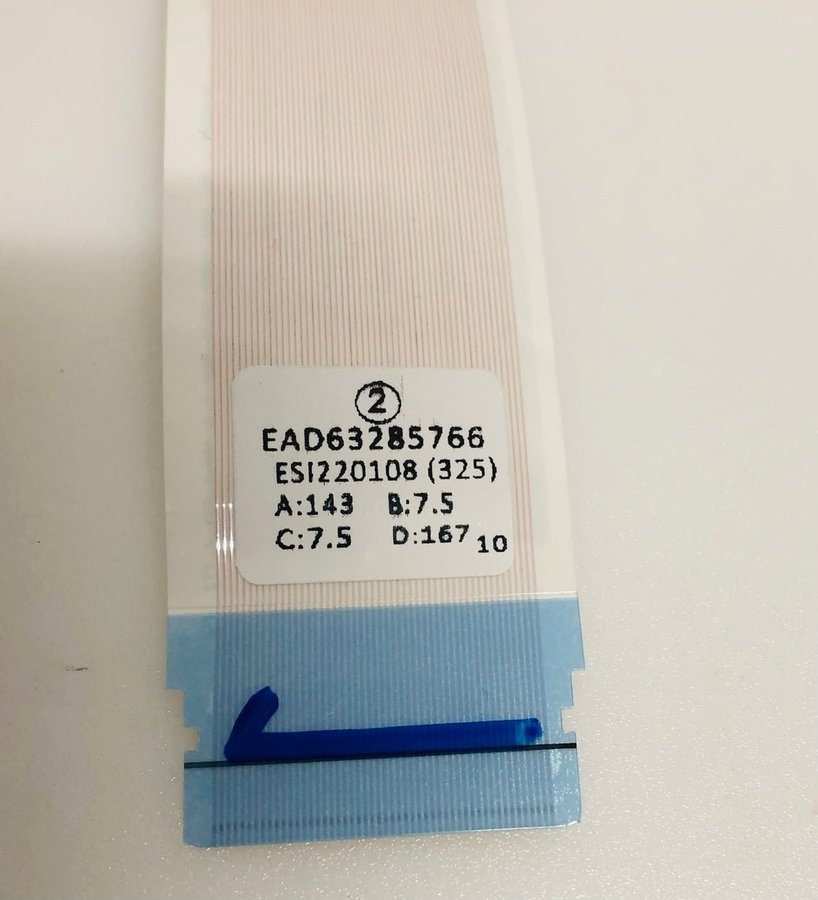 ②
EAD63285766
ESI220108 (325)
A:143 B:7.5
C:7.5 D:167 10